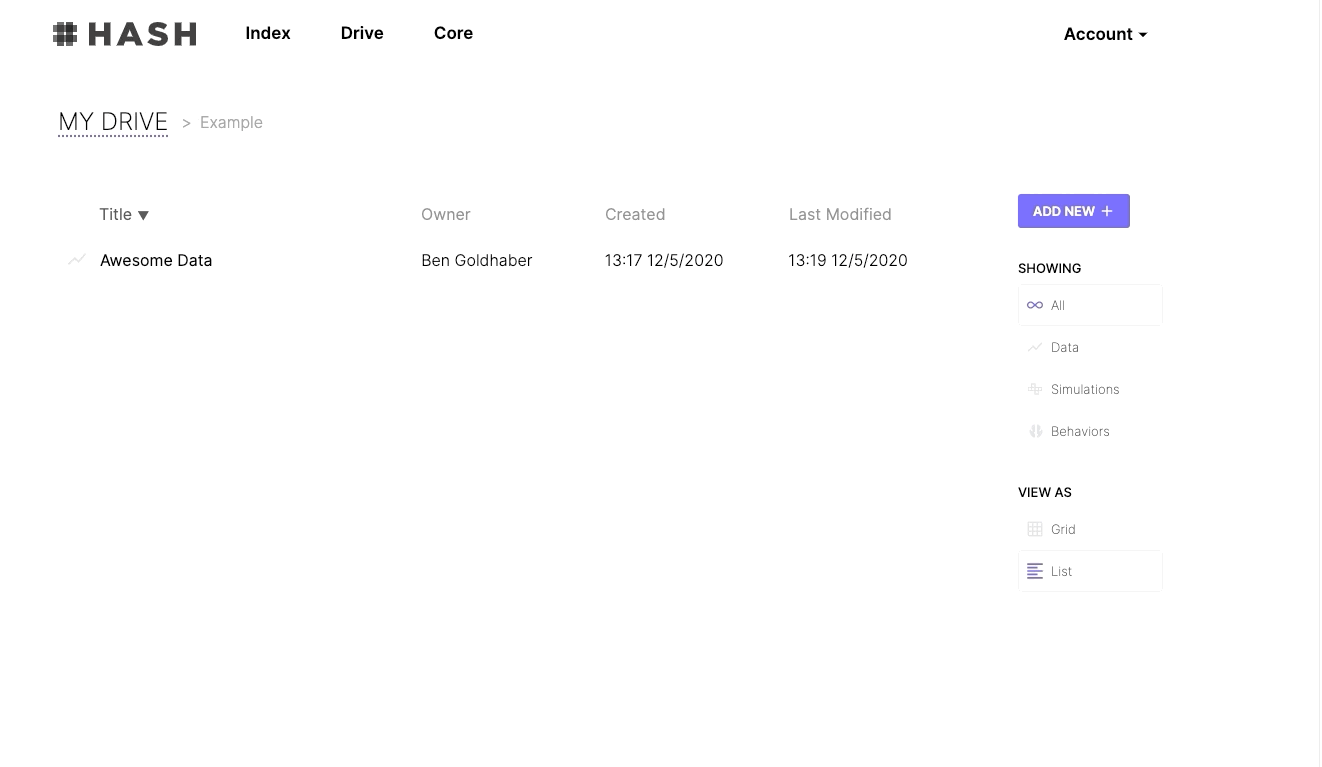 HASH Index Drive Core Account
MY DRIVE > Example
Title ▼ Owner Created Last Modified
Awesome Data Ben Goldhaber 13:17 12/5/2020 13:19 12/5/2020
ADD NEW +
SHOWING
All
Data
Simulations
Behaviors
VIEW AS
Grid
List